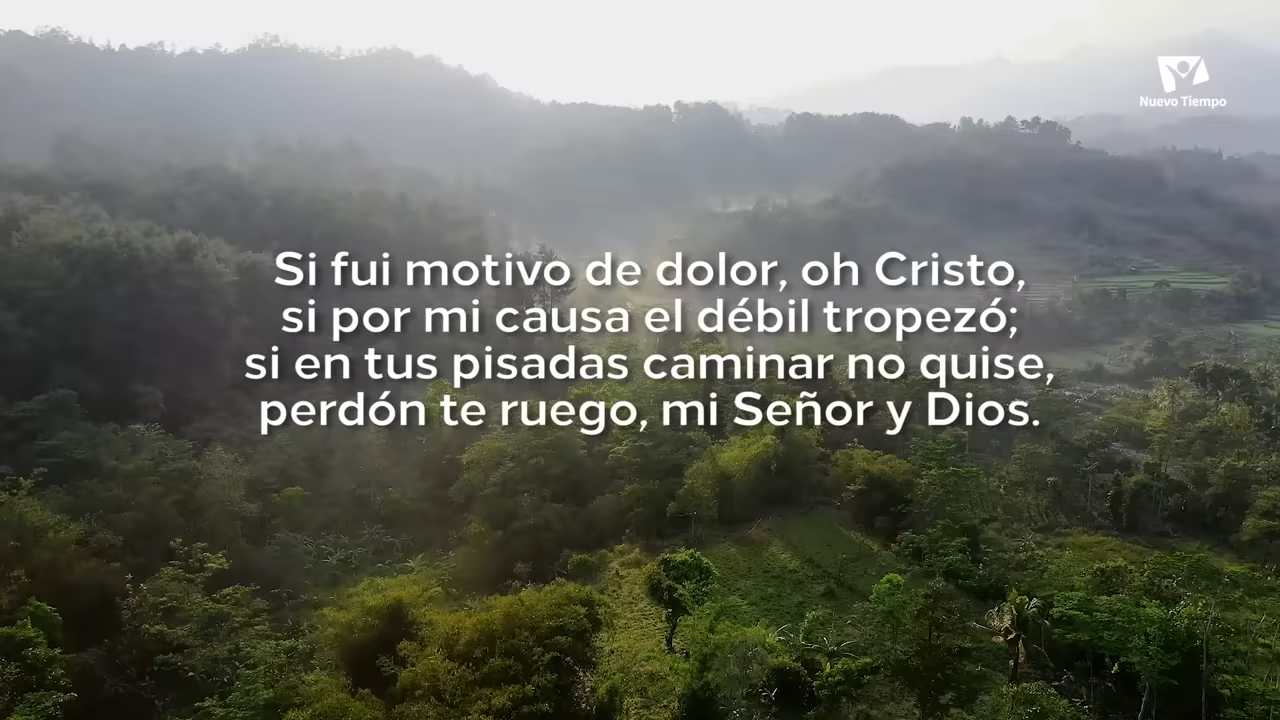 Nuevo Tiempo
Si fui motivo de dolor, oh Cristo,
si por mi causa el débil tropezó;
si en tus pisadas caminar no quise,
perdón te ruego, mi Señor y Dios.